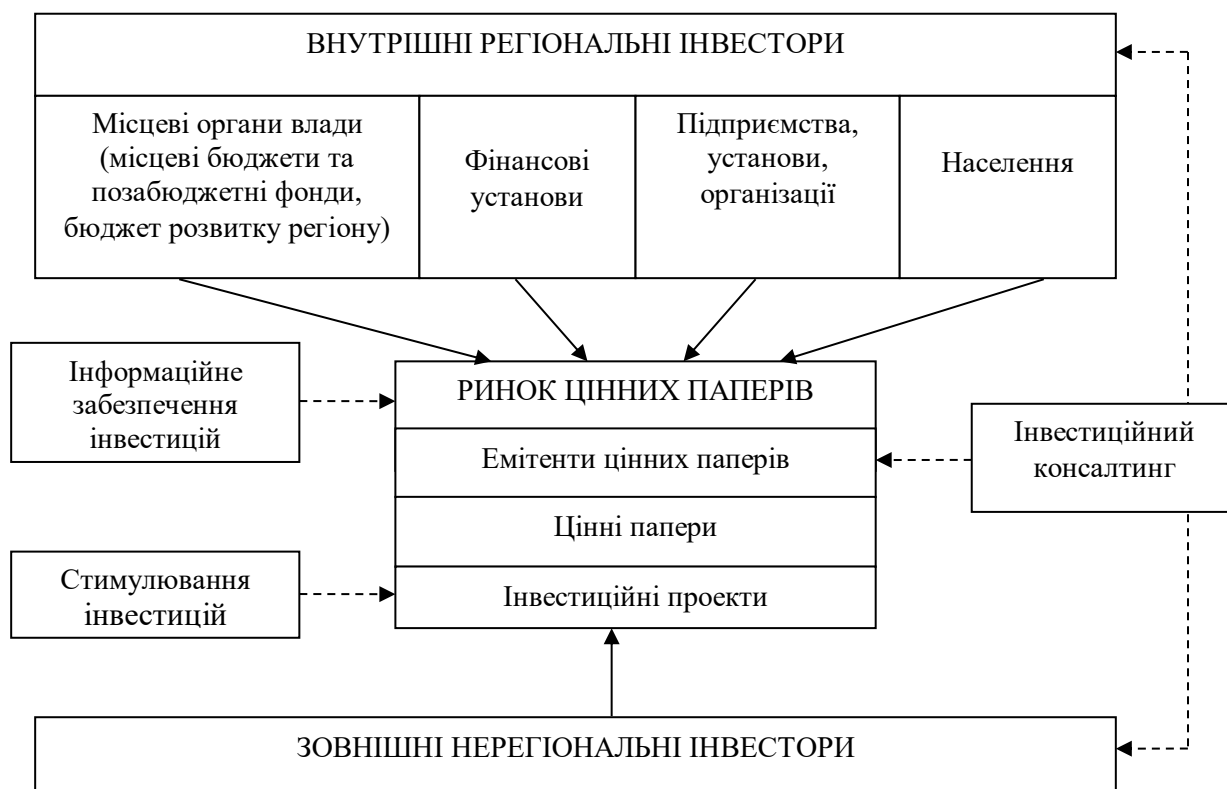 ВНУТРІШНІ РЕГІОНАЛЬНІ ІНВЕСТОРИ
Місцеві органи влади
(місцеві бюджети та
позабюджетні фонди,
бюджет розвитку регіону)
Фінансові
установи
Підприємства,
установи,
організації
Населення
Інформаційне
забезпечення
інвестицій
РИНОК ЦІННИХ ПАПЕРІВ
Емітенти цінних паперів
Цінні папери
Інвестиційні проекти
Інвестиційний
консалтинг
Стимулювання
інвестицій
ЗОВНІШНІ НЕРЕГІОНАЛЬНІ ІНВЕСТОРИ